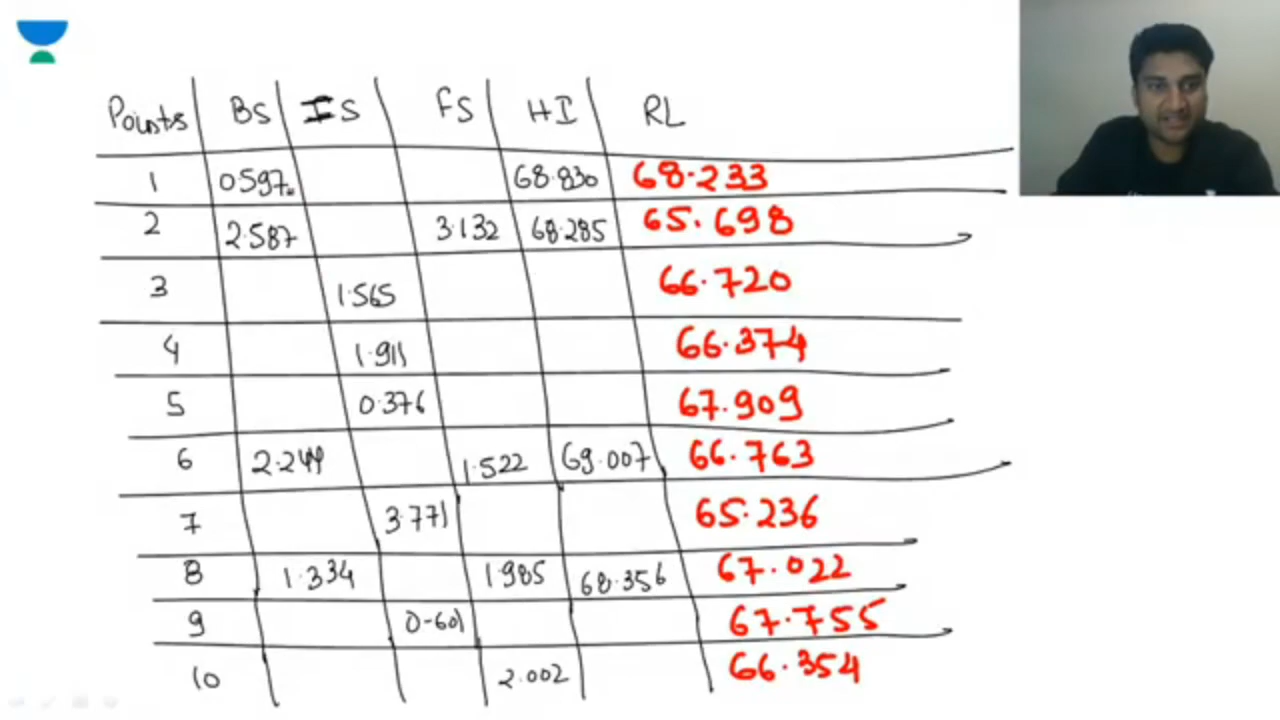 Points BS IS FS HI RL
1 0.597 68.830 68.233
2 2.587 3.132 68.285 65.698
3 1.565 66.720
4 1.911 66.374
5 0.376 67.909
6 2.244 1.522 69.007 66.763
7 3.771 65.236
8 1.334 1.985 68.356 67.022
9 0-601 67.755
10 2.002 66.354